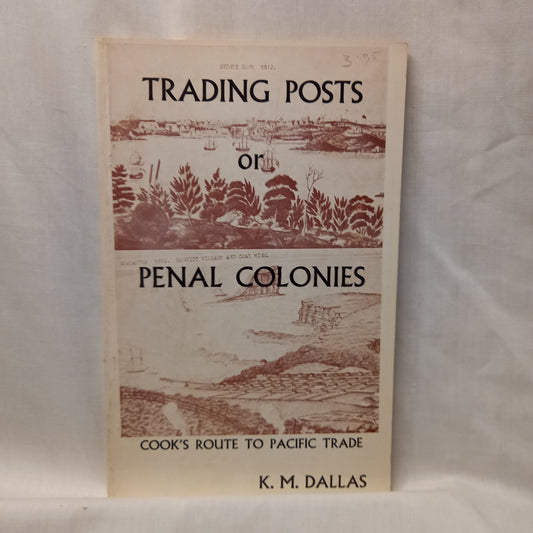 3.95
SYDNEY COVE 1812.
TRADING POSTS
or
NEWCASTLE 1812. CONVICT VILLAGE AND COAL MINE.
PENAL COLONIES
COOK'S ROUTE TO PACIFIC TRADE
K. M. DALLAS